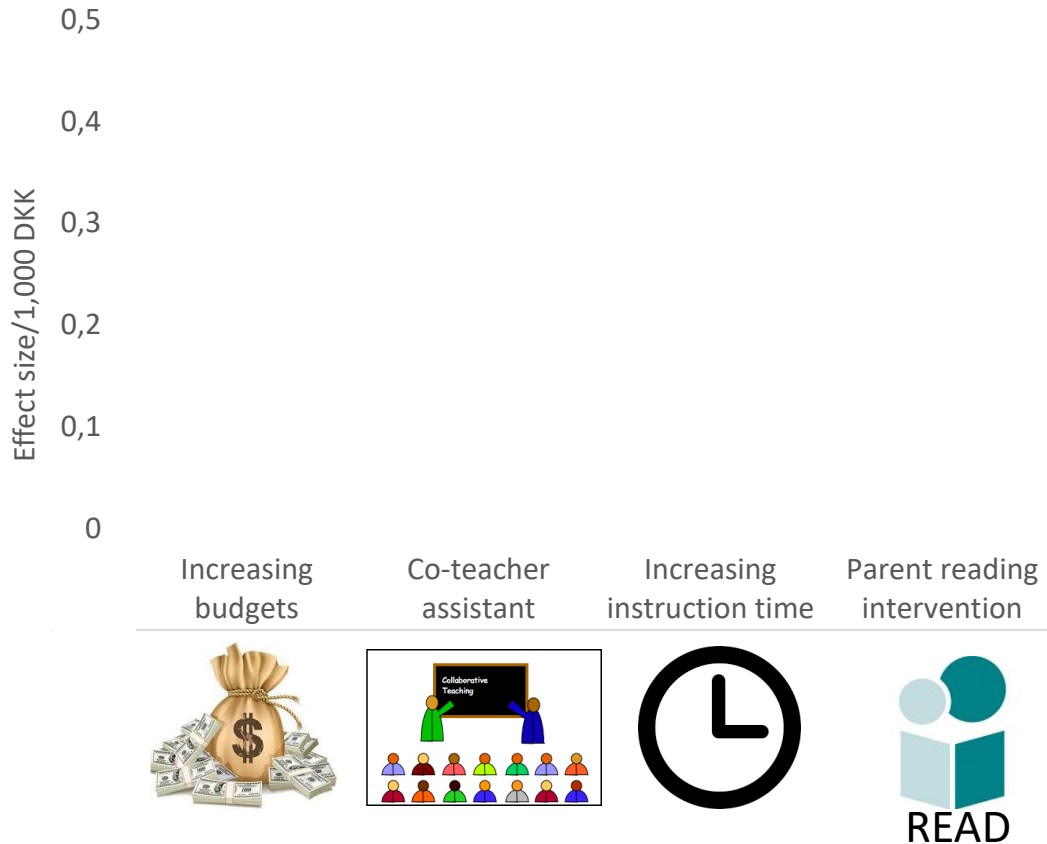 0,5
0,4
0,3
0,2
0,1
0
Effect size/1,000 DKK
Increasing
budgets
Co-teacher
assistant
Increasing
instruction time
Parent reading
intervention
$
Collaborative
Teaching
READ